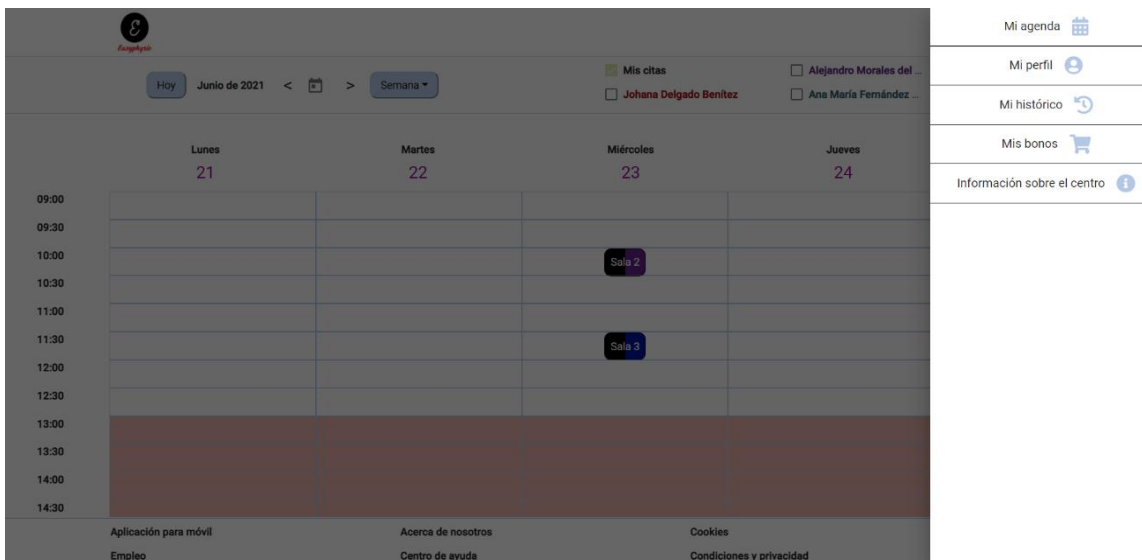 Easyphysio
Hoy Junio de 2021 < > Semana
Mis citas
Alejandro Morales del ...
Johana Delgado Benítez
Ana María Fernández ...
Lunes Martes Miércoles Jueves
21 22 23 24
09:00
09:30
10:00
Sala 2
10:30
11:00
11:30
Sala 3
12:00
12:30
13:00
13:30
14:00
14:30
Aplicación para móvil Acerca de nosotros Cookies
Empleo Centro de ayuda Condiciones y privacidad
Mi agenda
Mi perfil
Mi histórico
Mis bonos
Información sobre el centro